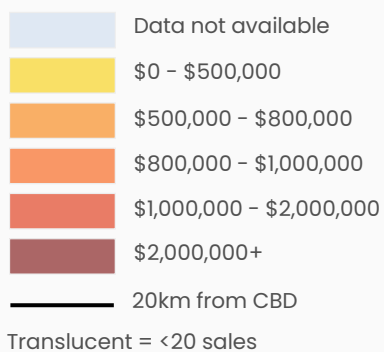 Data not available
$0 - $500,000
$500,000 - $800,000
$800,000 - $1,000,000
$1,000,000 - $2,000,000
$2,000,000+
20km from CBD
Translucent = <20 sales